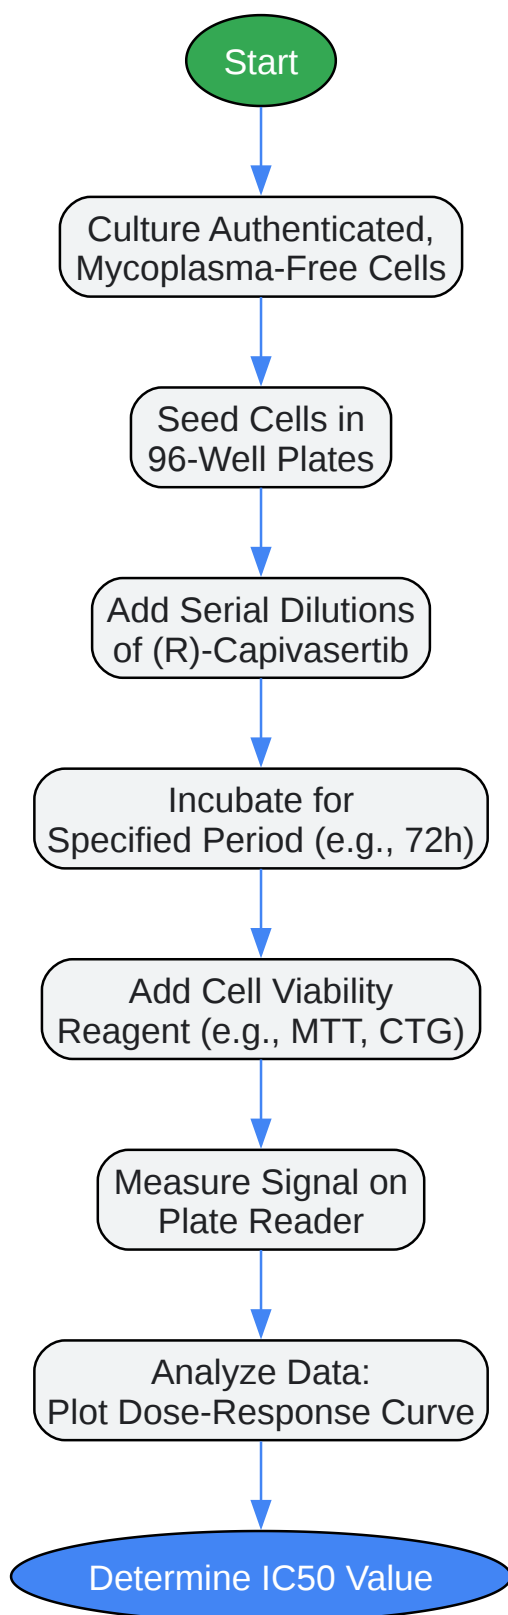 Start
Culture Authenticated,
Mycoplasma-Free Cells
Seed Cells in
96-Well Plates
Add Serial Dilutions
of (R)-Capivasertib
Incubate for
Specified Period (e.g., 72h)
Add Cell Viability
Reagent (e.g., MTT, CTG)
Measure Signal on
Plate Reader
Analyze Data:
Plot Dose-Response Curve
Determine IC50 Value